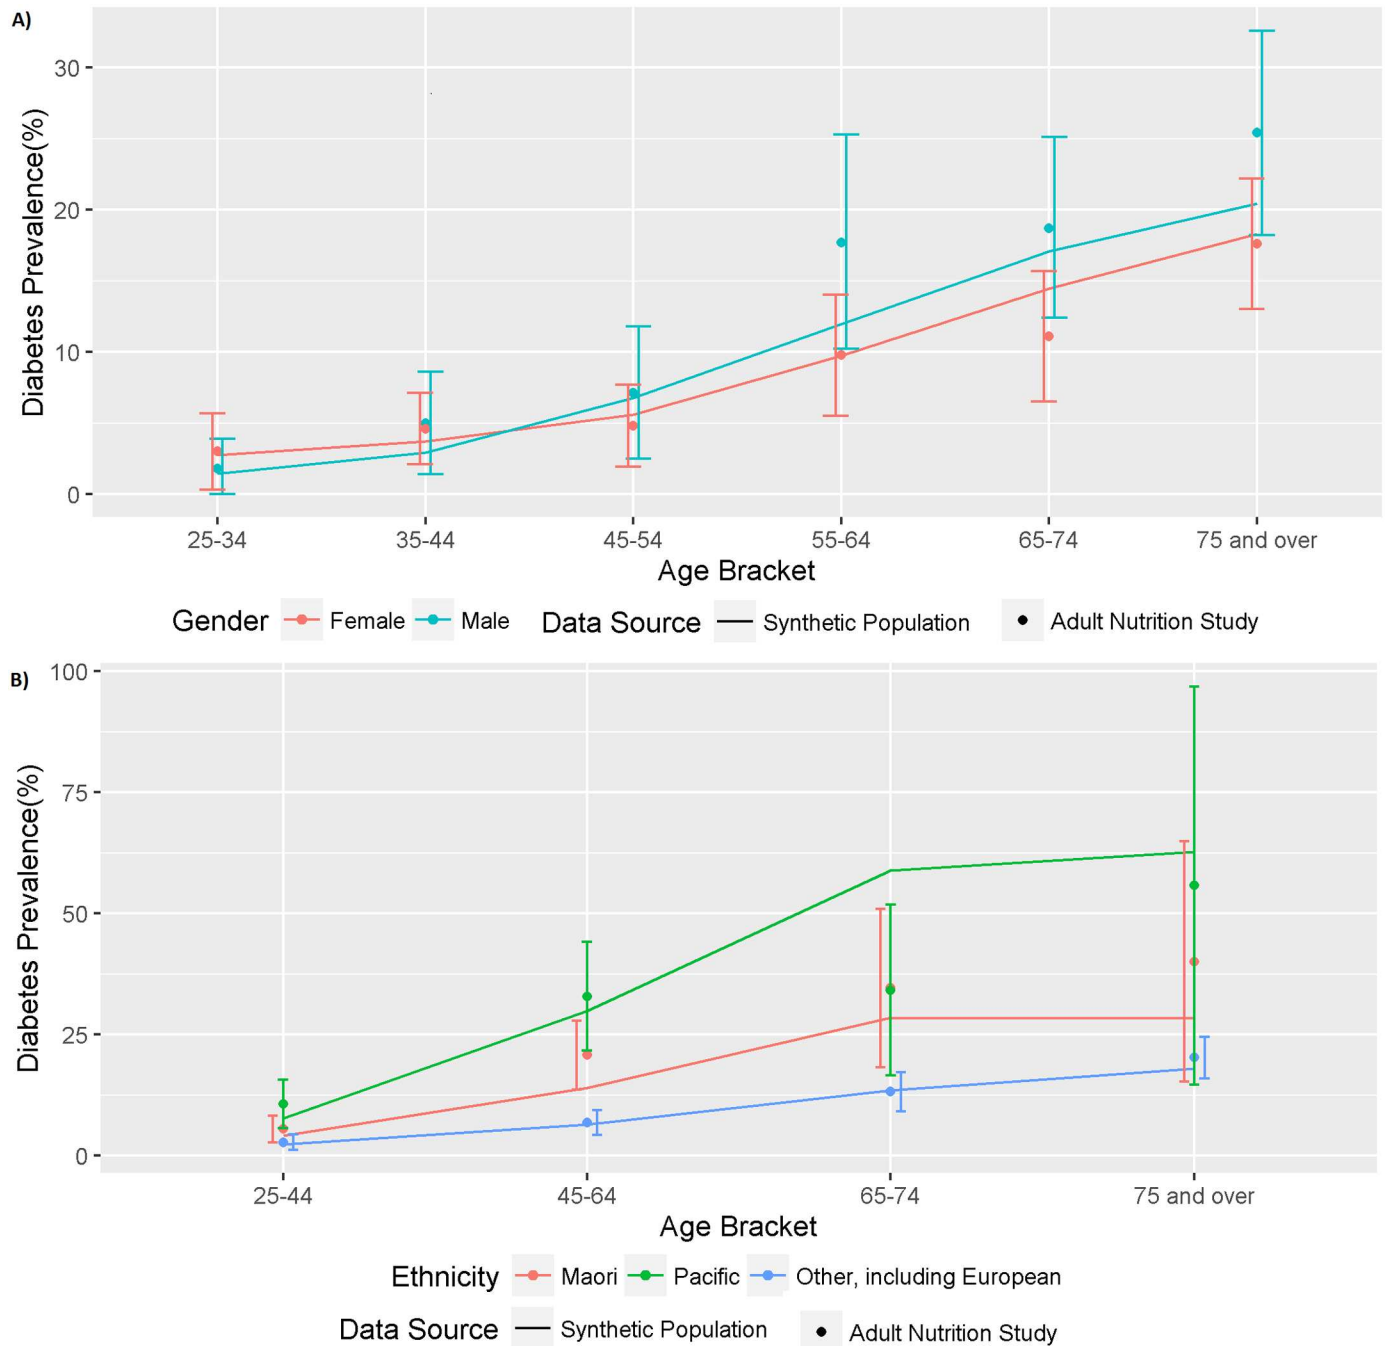 A)
Diabetes Prevalence(%)
30
20
10
0
25-34 35-44 45-54 55-64 65-74 75 and over
Age Bracket
Gender Female Male Data Source Synthetic Population Adult Nutrition Study
B)
Diabetes Prevalence(%)
100
75
50
25
0
25-44 45-64 65-74 75 and over
Age Bracket
Ethnicity Maori Pacific Other, including European
Data Source Synthetic Population Adult Nutrition Study